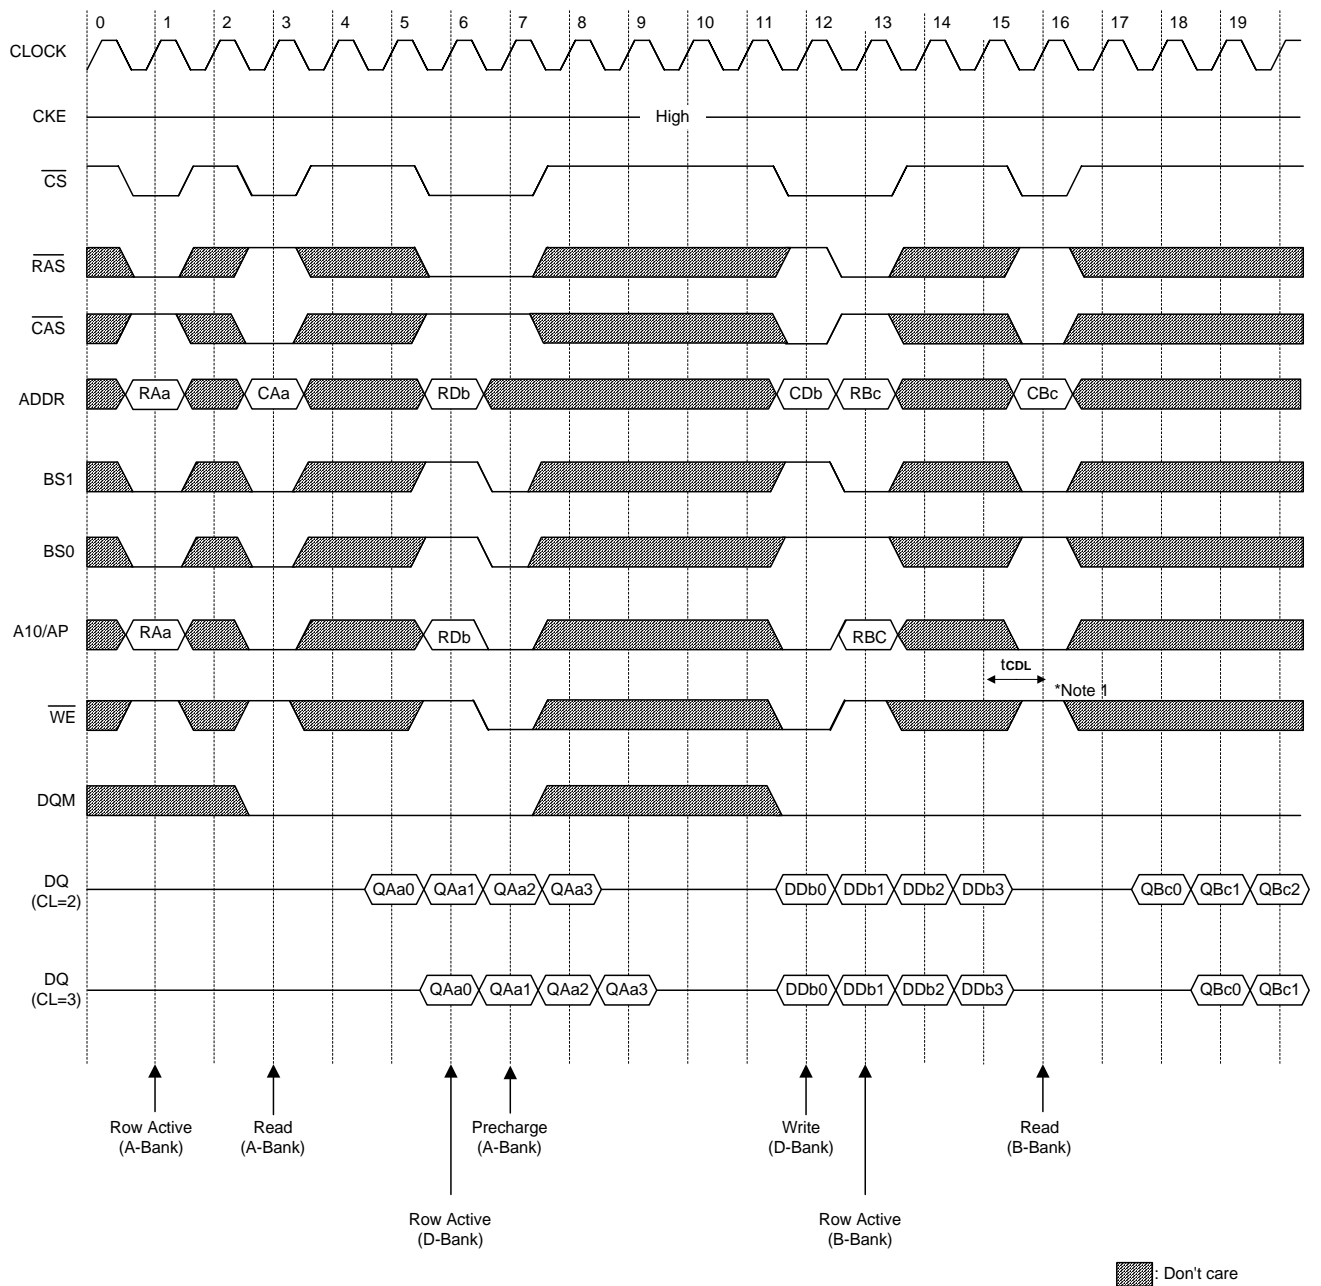 0 1 2 3 4 5 6 7 8 9 10 11 12 13 14 15 16 17 18 19
CLOCK
CKE High
CS
RAS
CAS
ADDR RAa CAa RDb CDb RBc CBc
BS1
BS0
A10/AP RAa RDb RBC
tCDL
*Note 1
WE
DQM
DQ
(CL=2) QAa0 QAa1 QAa2 QAa3 DDb0 DDb1 DDb2 DDb3 QBc0 QBc1 QBc2
DQ
(CL=3) QAa0 QAa1 QAa2 QAa3 DDb0 DDb1 DDb2 DDb3 QBc0 QBc1
Row Active
(A-Bank)
Read
(A-Bank)
Precharge
(A-Bank)
Write
(D-Bank)
Read
(B-Bank)
Row Active
(D-Bank)
Row Active
(B-Bank)
: Don't care